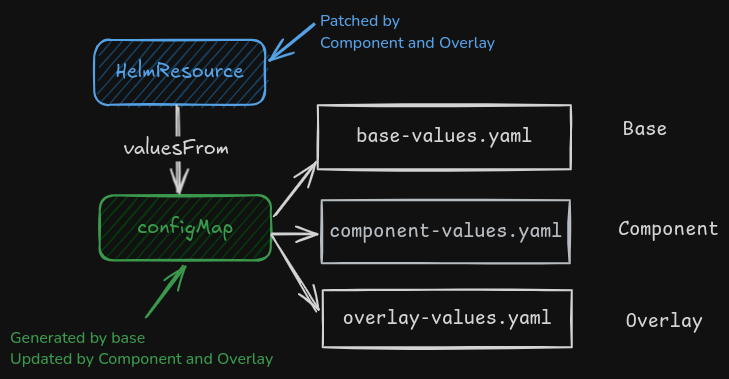 Patched by
Component and Overlay
HelmResource
valuesFrom
base-values.yaml
Base
configMap
component-values.yaml
Component
overlay-values.yaml
Overlay
Generated by base
Updated by Component and Overlay